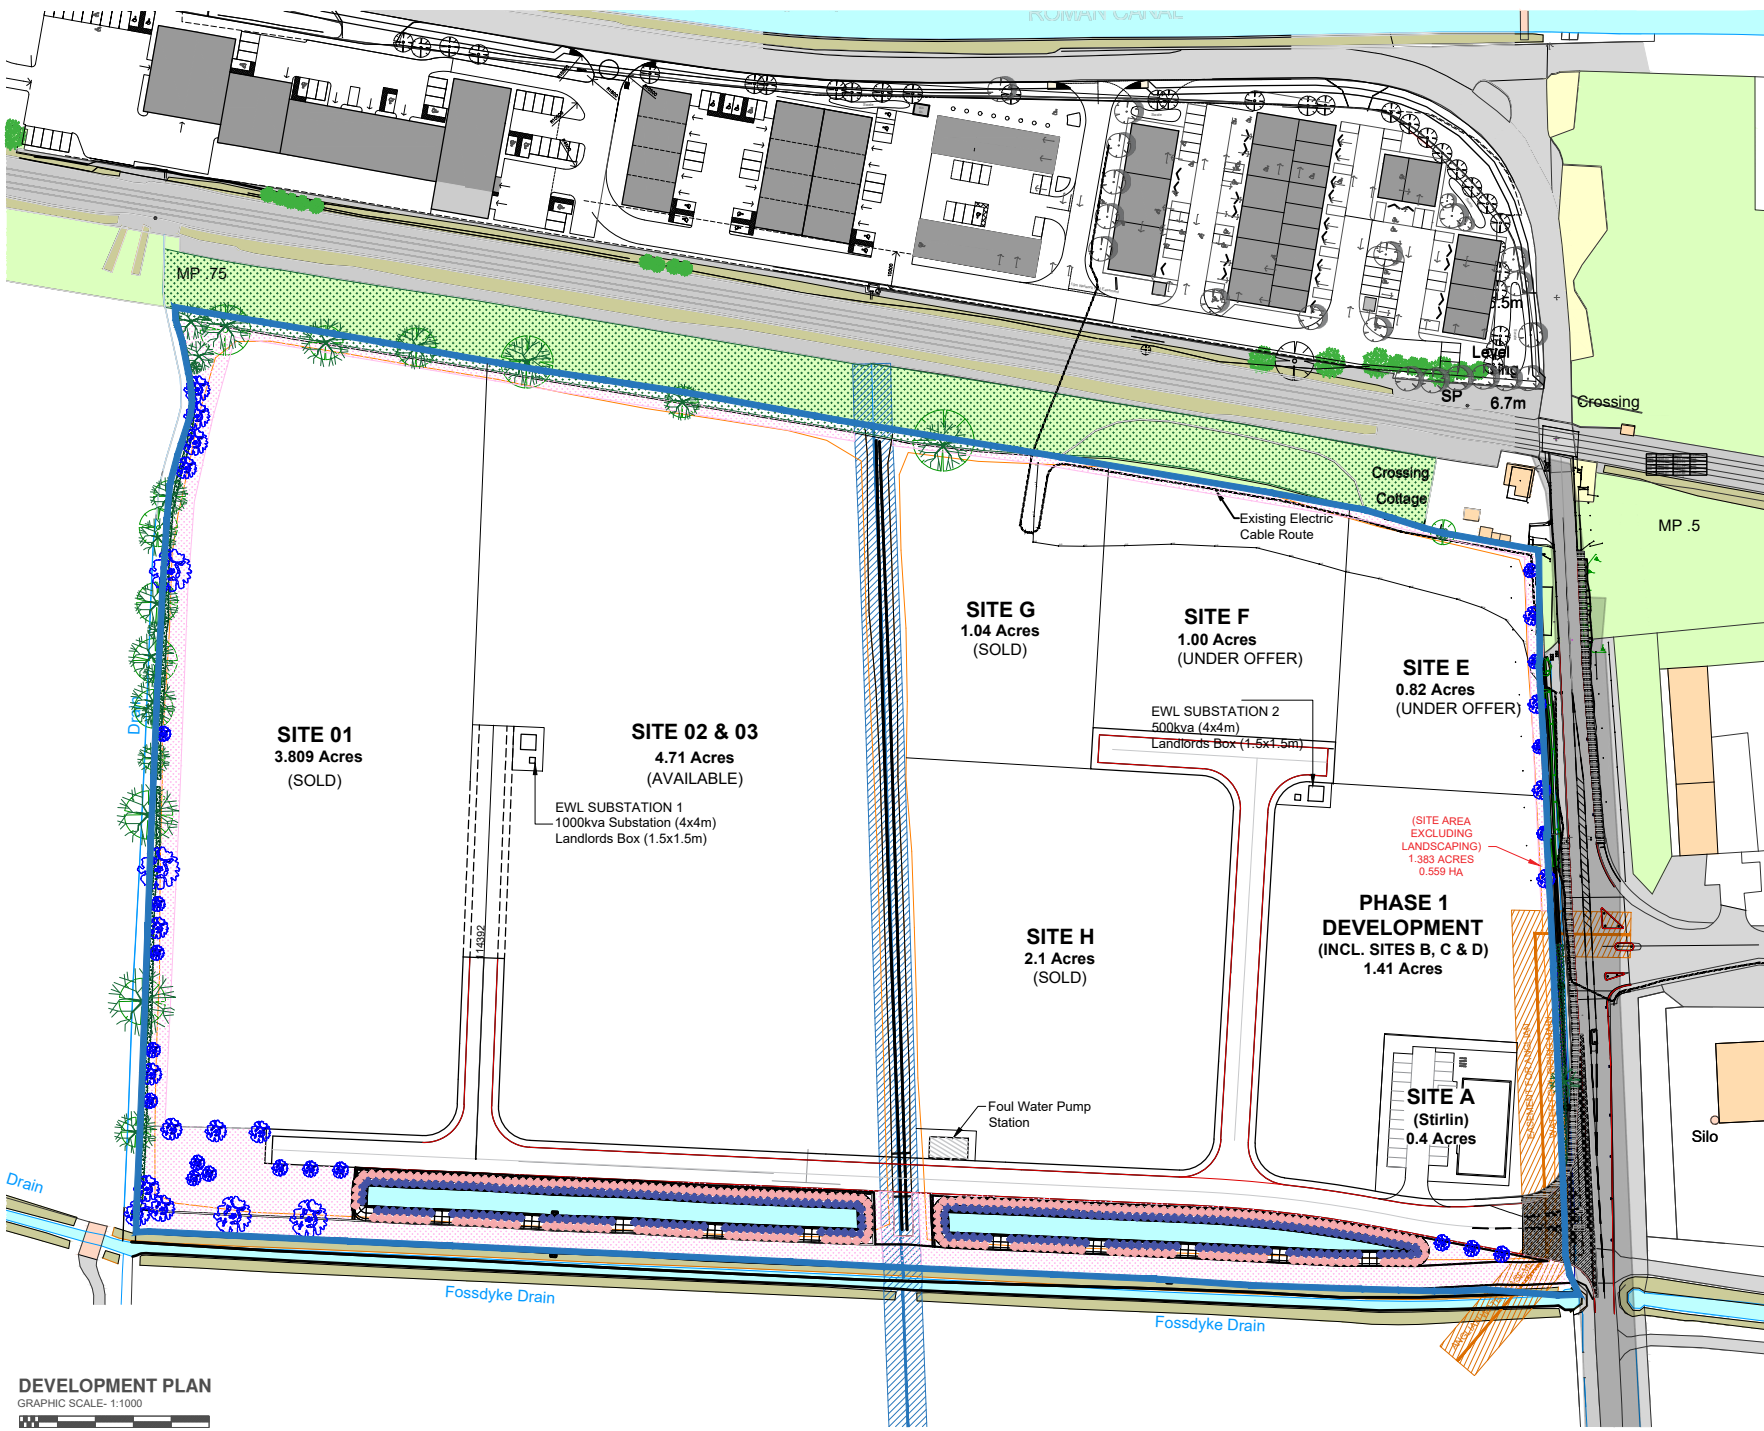 ROMAN CANAL
MP .75
Level
SP
6.7m
Crossing
Crossing
Cottage
MP .5
Existing Electric
Cable Route
SITE G
1.04 Acres
(SOLD)
SITE F
1.00 Acres
(UNDER OFFER)
SITE E
0.82 Acres
(UNDER OFFER)
EWL SUBSTATION 2
500kva (4x4m)
Landlords Box (1.5x1.5m)
SITE 01
3.809 Acres
(SOLD)
SITE 02 & 03
4.71 Acres
(AVAILABLE)
EWL SUBSTATION 1
1000kva Substation (4x4m)
Landlords Box (1.5x1.5m)
(SITE AREA
EXCLUDING
LANDSCAPING)
1.383 ACRES
0.559 HA
PHASE 1
DEVELOPMENT
(INCL. SITES B, C & D)
1.41 Acres
SITE H
2.1 Acres
(SOLD)
14392
SITE A
(Stirlin)
0.4 Acres
Foul Water Pump
Station
Silo
Drain
Drain
Fossdyke Drain
Fossdyke Drain
DEVELOPMENT PLAN
GRAPHIC SCALE- 1:1000